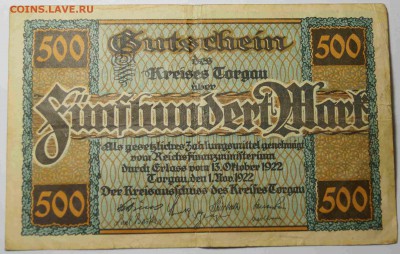 COINS.LAVE.RU
500 Gutschein 500
des
Kreises Torgau
über
Fünfhundert Mark
Als gesetzliches Zahlungsmittel genehmigt
vom Reichsfinanzministerium
durch Erlass vom 13. Oktober 1922
Torgau, den 1. Nov. 1922
Der Kreisausschuss des Kreises Torgau
500 500